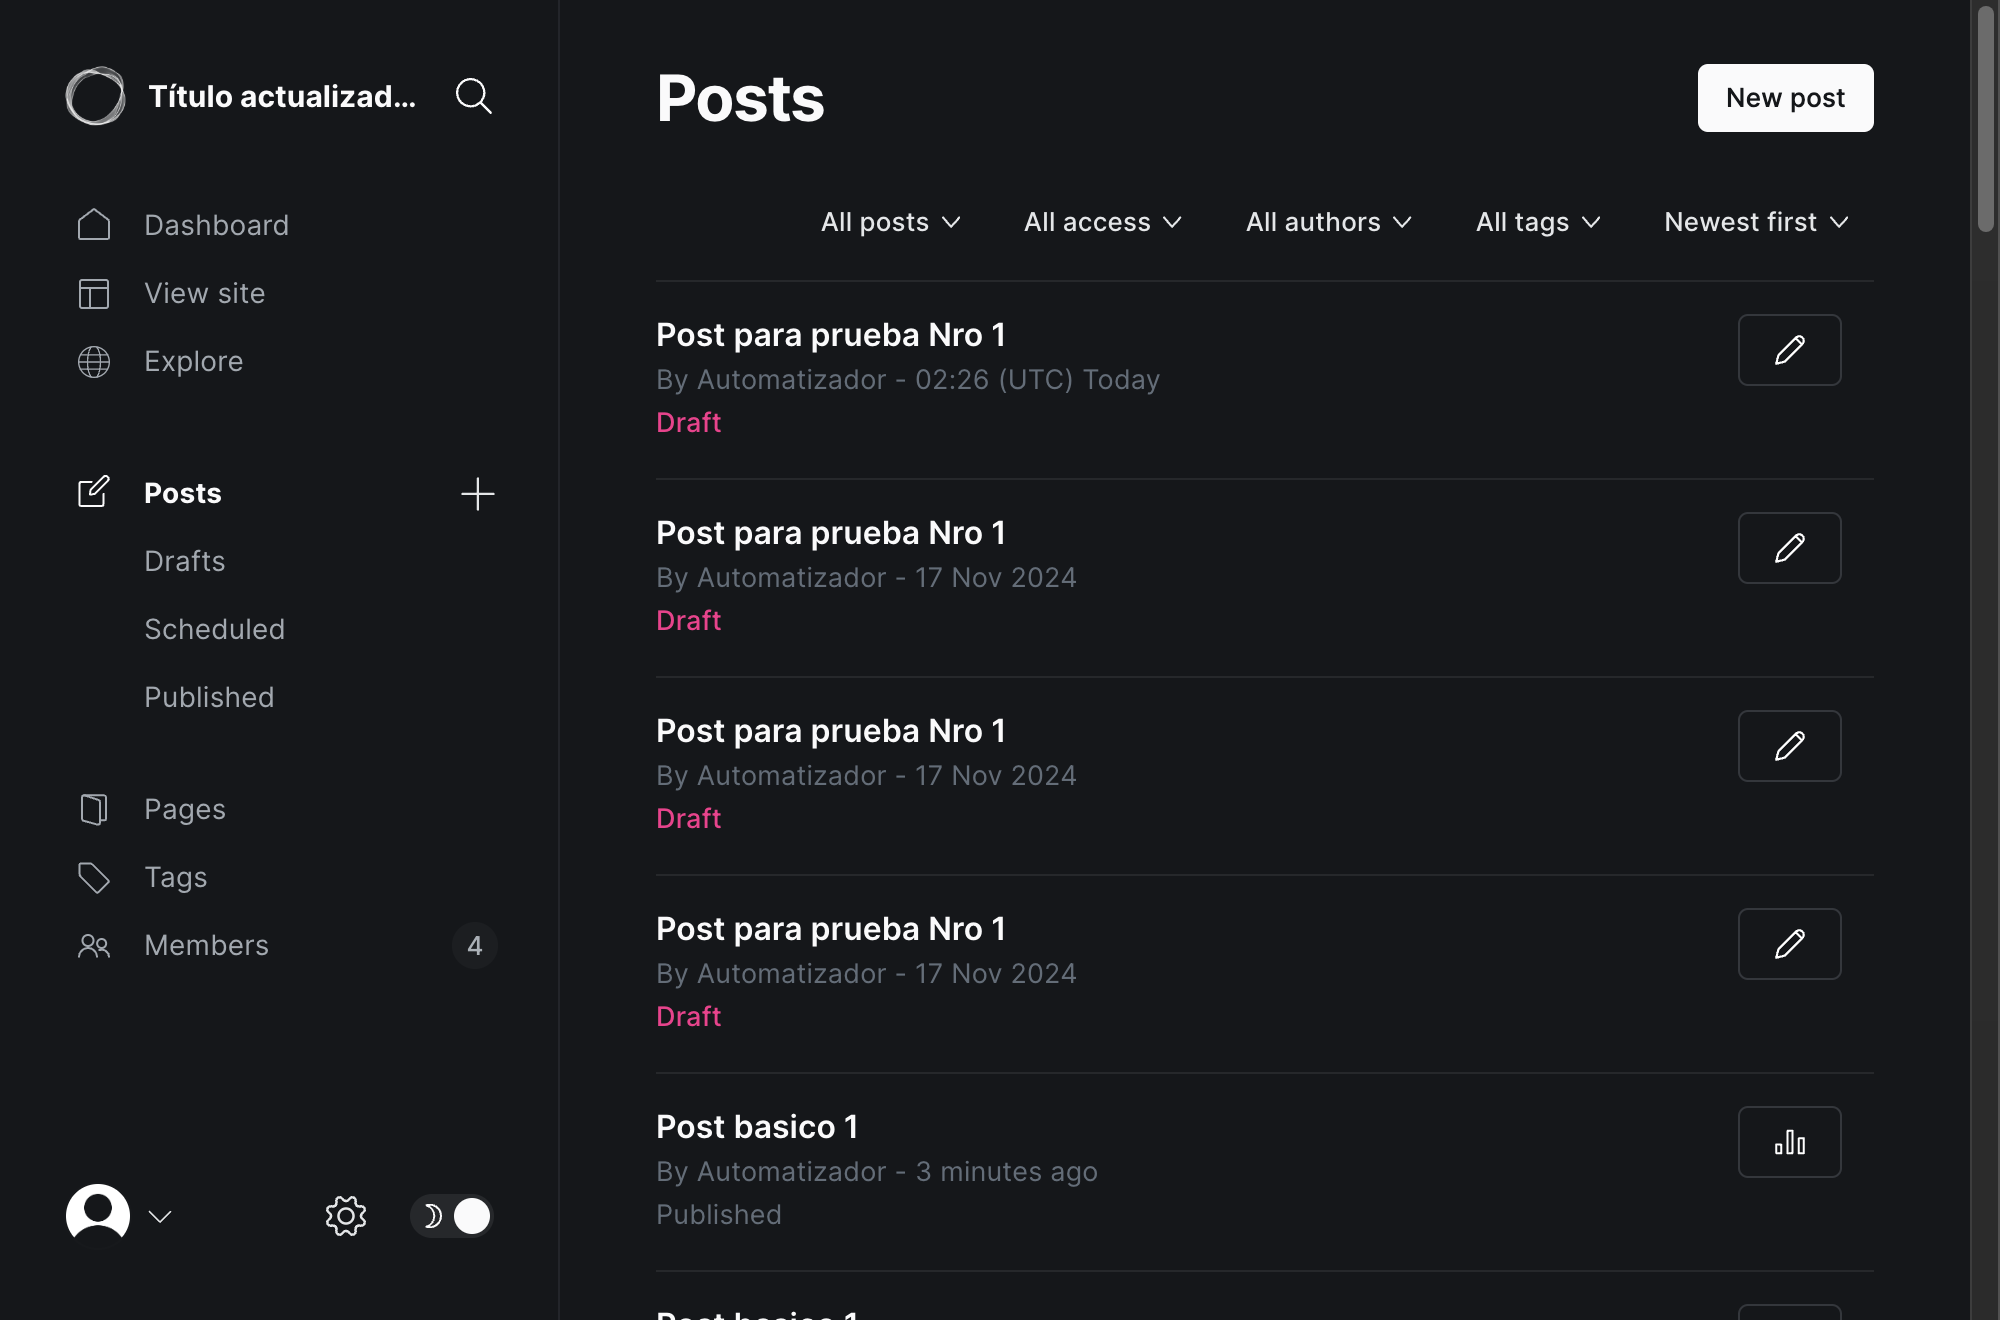 Título actualizad...
Dashboard
View site
Explore
Posts
Drafts
Scheduled
Published
Pages
Tags
Members 4
Posts
New post
All posts All access All authors All tags Newest first
Post para prueba Nro 1
By Automatizador - 02:26 (UTC) Today
Draft
Post para prueba Nro 1
By Automatizador - 17 Nov 2024
Draft
Post para prueba Nro 1
By Automatizador - 17 Nov 2024
Draft
Post para prueba Nro 1
By Automatizador - 17 Nov 2024
Draft
Post basico 1
By Automatizador - 3 minutes ago
Published
Post basico 1